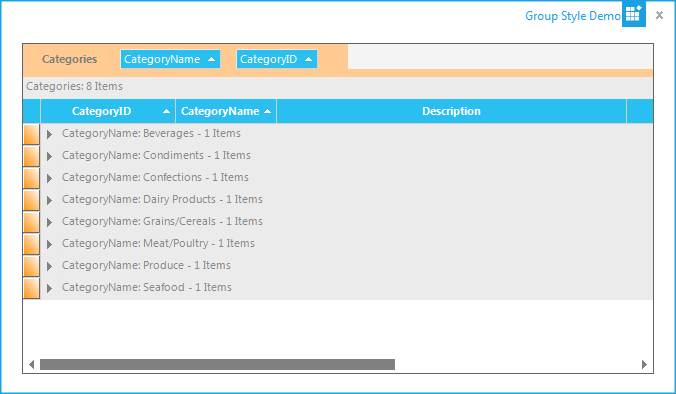 Group Style Demo
Categories CategoryName CategoryID
Categories: 8 Items
CategoryID CategoryName Description
CategoryName: Beverages - 1 Items
CategoryName: Condiments - 1 Items
CategoryName: Confections - 1 Items
CategoryName: Dairy Products - 1 Items
CategoryName: Grains/Cereals - 1 Items
CategoryName: Meat/Poultry - 1 Items
CategoryName: Produce - 1 Items
CategoryName: Seafood - 1 Items